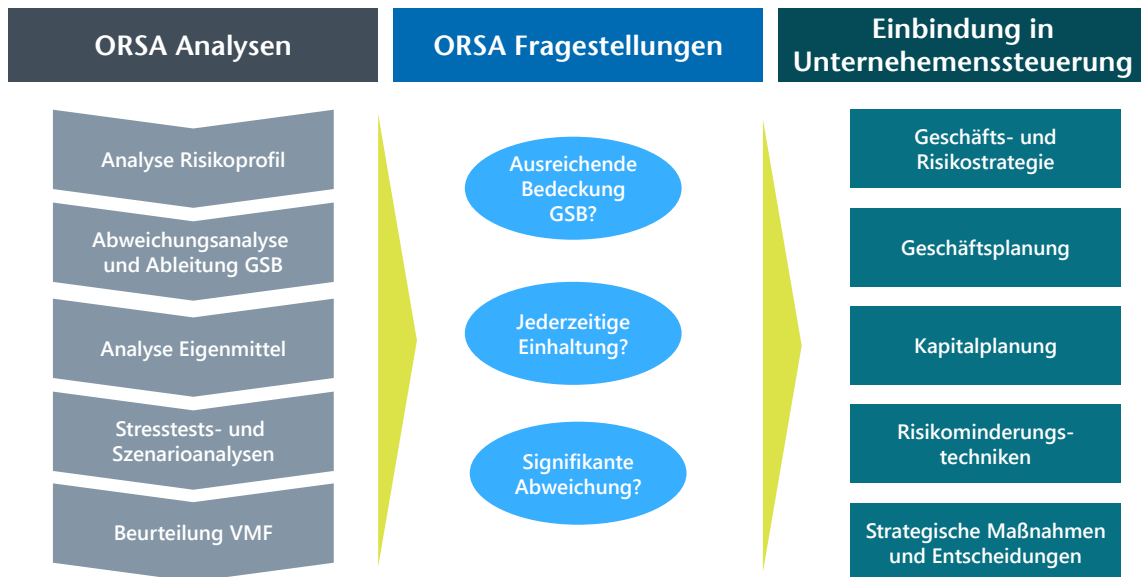 ORSA Analysen
Analyse Risikoprofil
Abweichungsanalyse
und Ableitung GSB
Analyse Eigenmittel
Stresstests- und
Szenarioanalysen
Beurteilung VMF
ORSA Fragestellungen
Ausreichende
Bedeckung
GSB?
Jederzeitige
Einhaltung?
Signifikante
Abweichung?
Einbindung in
Unternehemenssteuerung
Geschäfts- und
Risikostrategie
Geschäftsplanung
Kapitalplanung
Risikominderungs-
techniken
Strategische Maßnahmen
und Entscheidungen